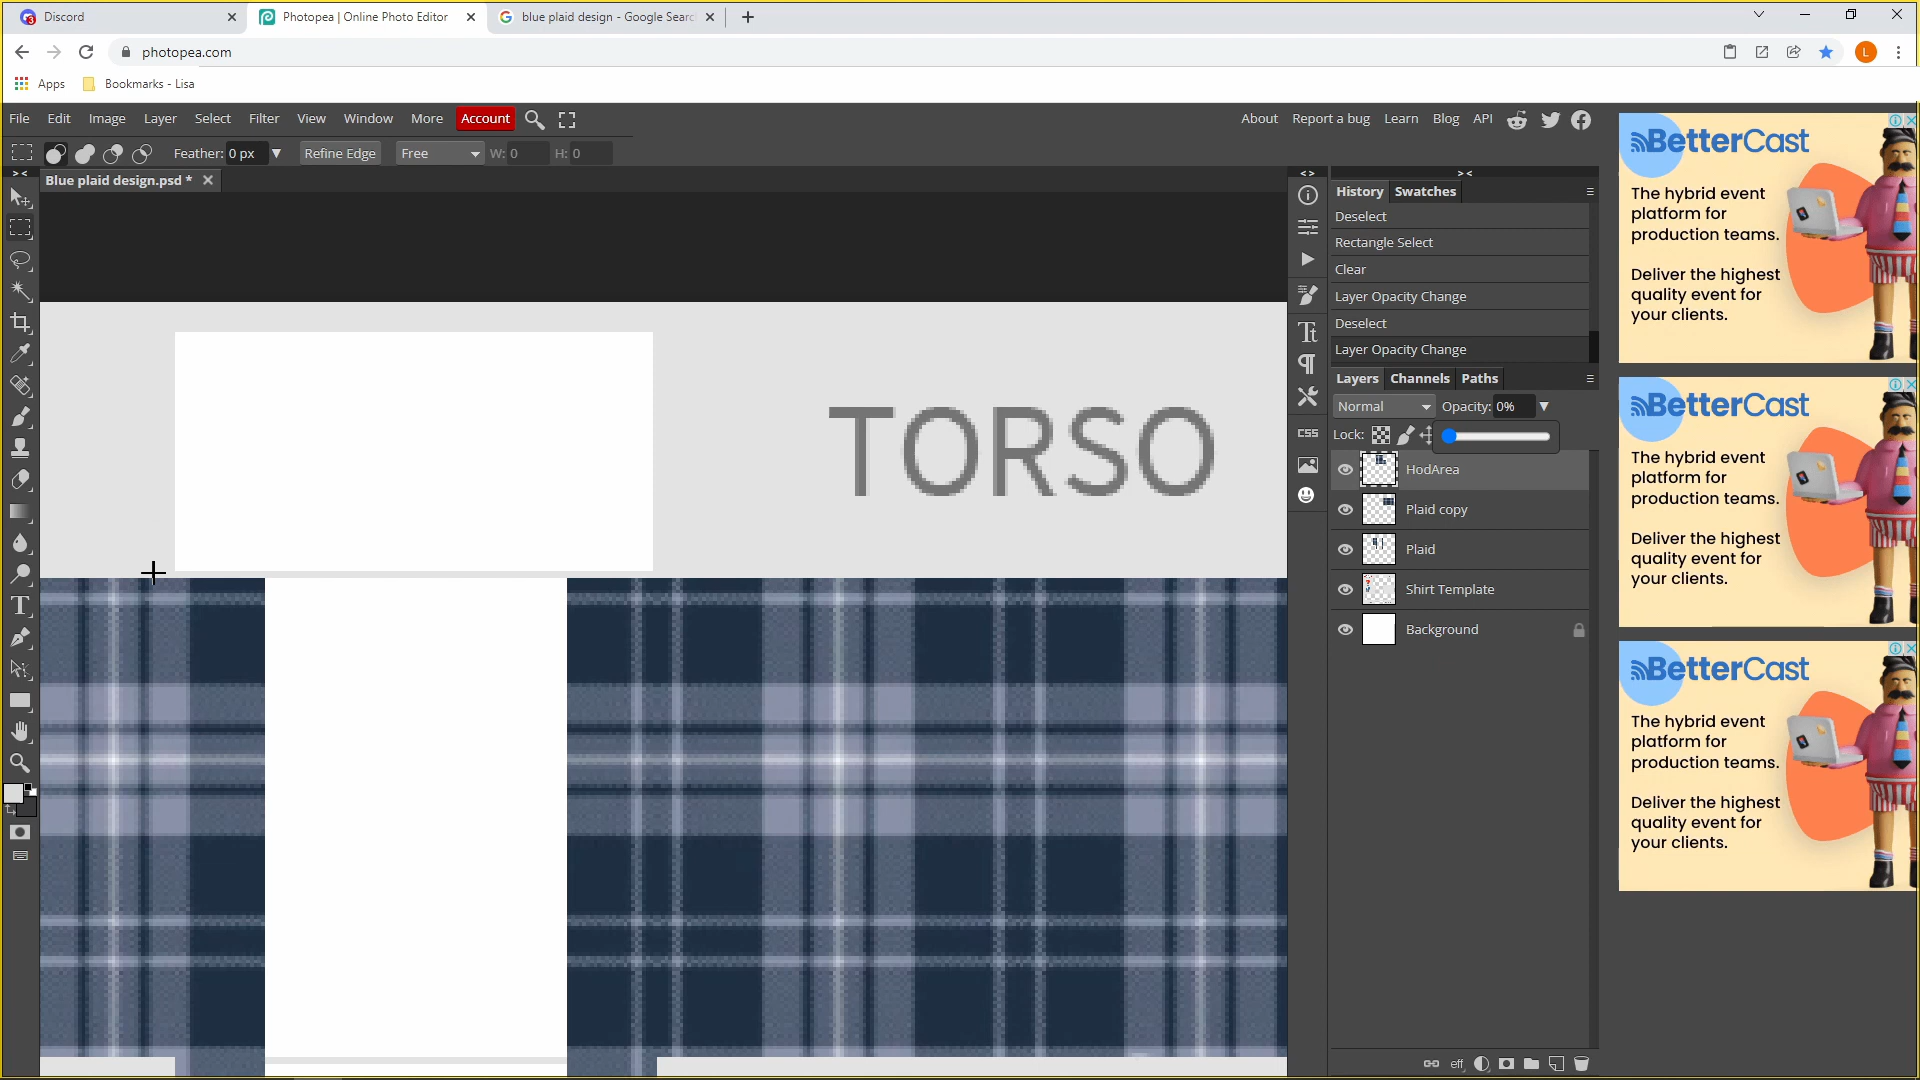 Discord
Photopea | Online Photo Editor
blue plaid design - Google Searc
photopea.com
L
Apps
Bookmarks - Lisa
File Edit Image Layer Select Filter View Window More Account
About Report a bug Learn Blog API
Feather: 0 px Refine Edge Free W: 0 H: 0
Blue plaid design.psd *
TORSO
History Swatches
Deselect
Rectangle Select
Clear
Layer Opacity Change
Deselect
Layer Opacity Change
Layers Channels Paths
Normal Opacity: 0%
Lock:
HodArea
Plaid copy
Plaid
Shirt Template
Background
CSS
eff
BetterCast
The hybrid event
platform for
production teams.
Deliver the highest
quality event for
your clients.
BetterCast
The hybrid event
platform for
production teams.
Deliver the highest
quality event for
your clients.
BetterCast
The hybrid event
platform for
production teams.
Deliver the highest
quality event for
your clients.